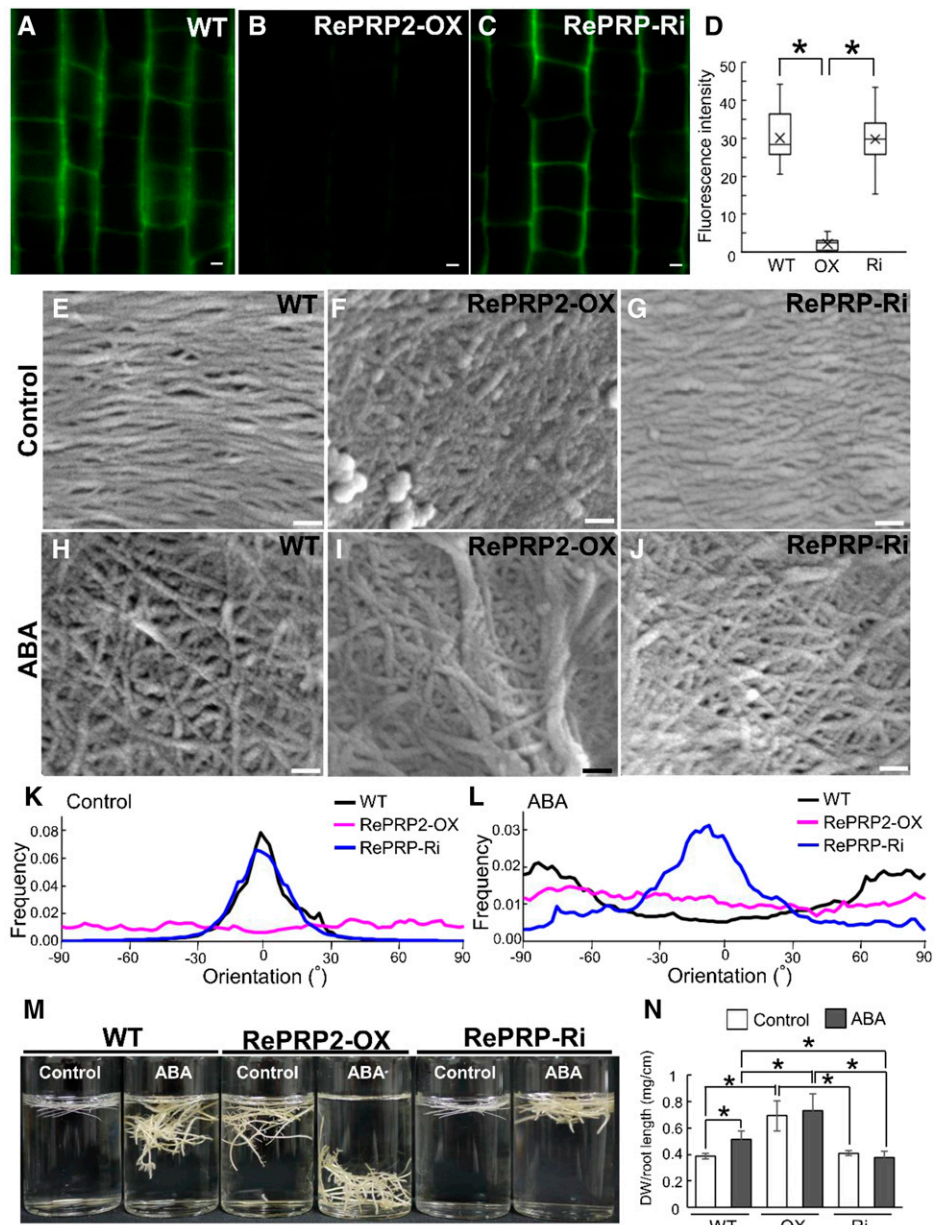 A WT
B RePRP2-OX
C RePRP-Ri
D
* *
50
40
30
20
10
0
Fluorescence intensity
WT OX Ri
Control
E WT
F RePRP2-OX
G RePRP-Ri
ABA
H WT
I RePRP2-OX
J RePRP-Ri
K Control
WT
RePRP2-OX
RePRP-Ri
Frequency
0.08
0.06
0.04
0.02
0.00
-90 -60 -30 0 30 60 90
Orientation (˚)
L ABA
WT
RePRP2-OX
RePRP-Ri
Frequency
0.03
0.02
0.01
0.00
-90 -60 -30 0 30 60 90
Orientation (˚)
M
WT RePRP2-OX RePRP-Ri
Control ABA Control ABA Control ABA
N
Control ABA
*
* * *
*
DW/root length (mg/cm)
1
0.8
0.6
0.4
0.2
0
WT OX Ri